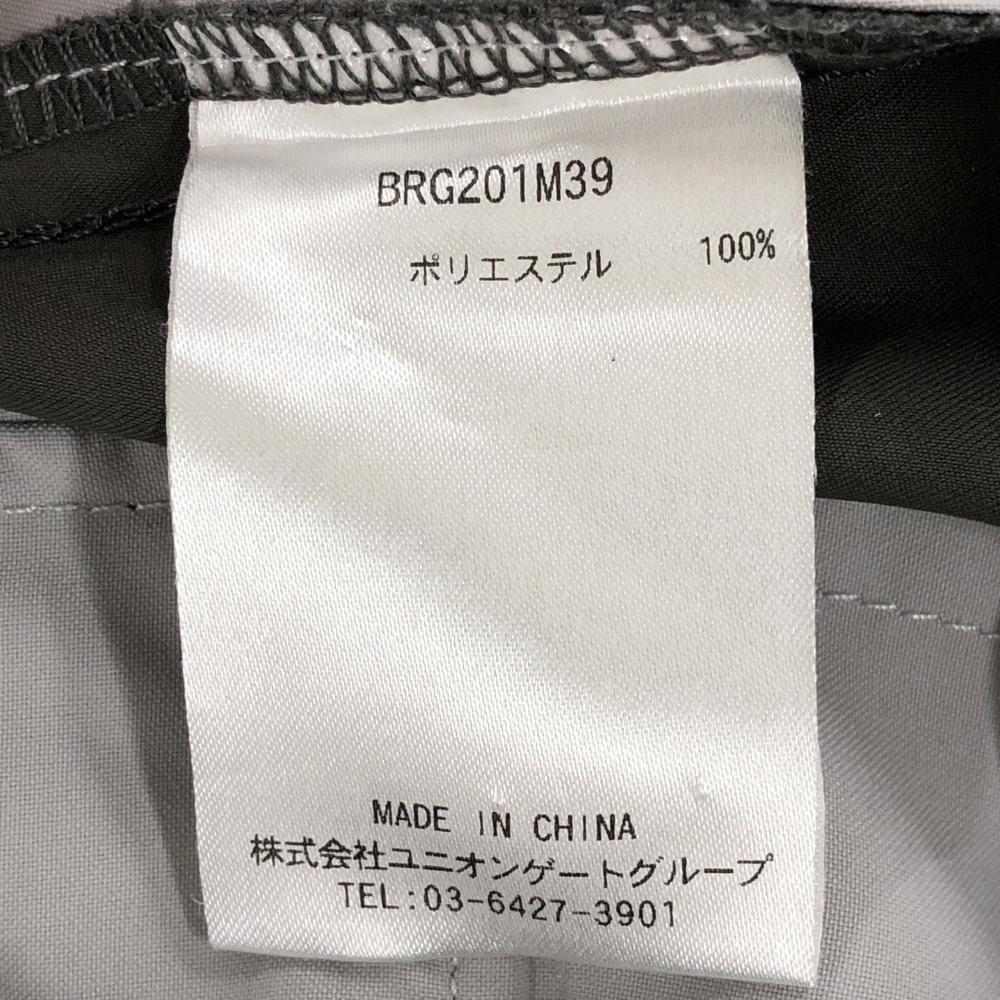 BRG201M39
ポリエステル 100%
MADE IN CHINA
株式会社ユニオンゲートグループ
TEL:03-6427-3901